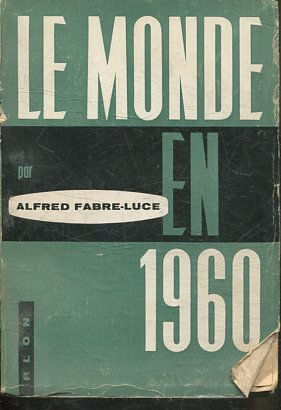 LE MONDE
par
ALFRED FABRE-LUCE
EN
1960
PLON